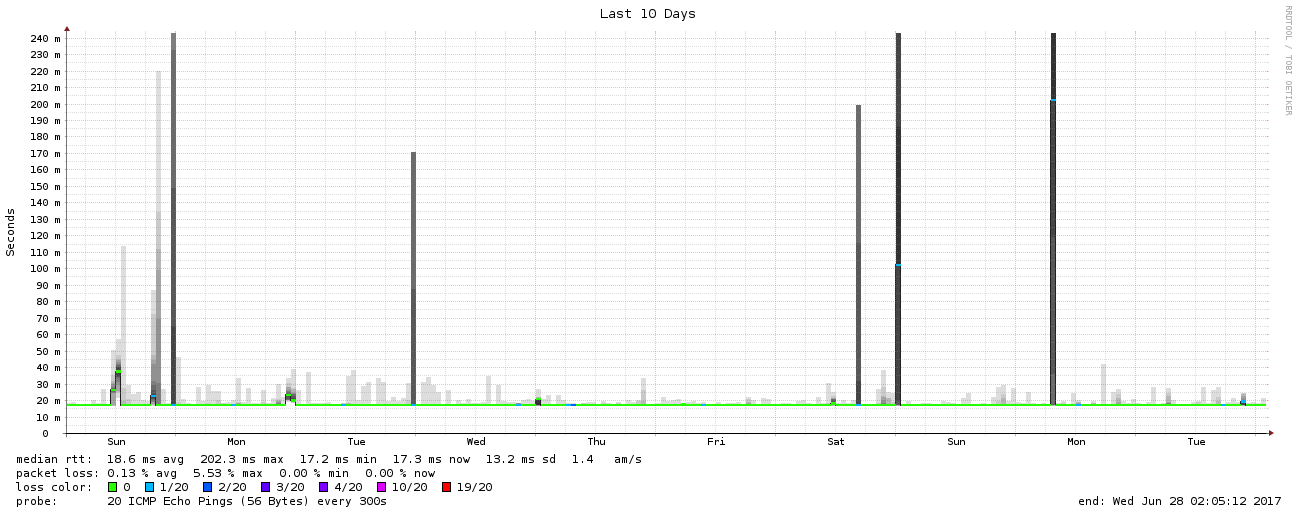 Last 10 Days
RRDTOOL / TOBI OETIKER
Seconds
240 m
230 m
220 m
210 m
200 m
190 m
180 m
170 m
160 m
150 m
140 m
130 m
120 m
110 m
100 m
90 m
80 m
70 m
60 m
50 m
40 m
30 m
20 m
10 m
0
Sun Mon Tue Wed Thu Fri Sat Sun Mon Tue
median rtt: 18.6 ms avg 202.3 ms max 17.2 ms min 17.3 ms now 13.2 ms sd 1.4 am/s
packet loss: 0.13 % avg 5.53 % max 0.00 % min 0.00 % now
loss color: 0 1/20 2/20 3/20 4/20 10/20 19/20
probe: 20 ICMP Echo Pings (56 Bytes) every 300s end: Wed Jun 28 02:05:12 2017